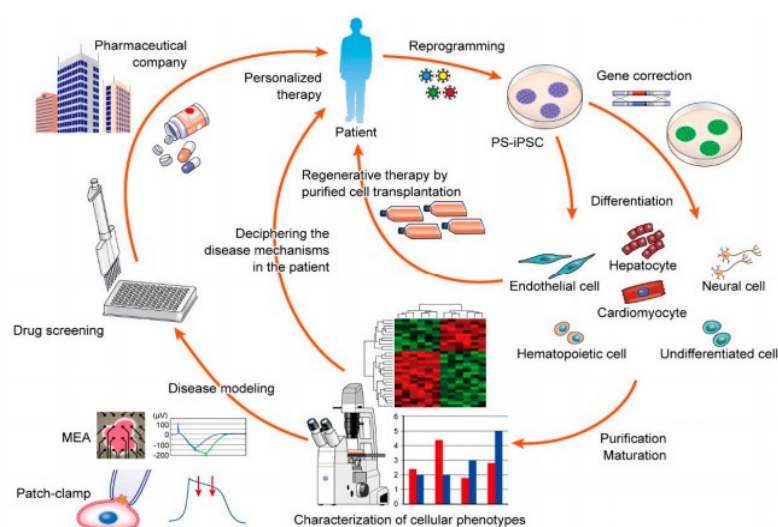 Pharmaceutical
company
Personalized
therapy
Patient
Reprogramming
PS-iPSC
Gene correction
Regenerative therapy by
purified cell transplantation
Differentiation
Deciphering the
disease mechanisms
in the patient
Endothelial cell
Hepatocyte
Neural cell
Cardiomyocyte
Hematopoietic cell
Undifferentiated cell
Drug screening
Disease modeling
Purification
Maturation
MEA
(μV)
100
0
-100
-200
Patch-clamp
6
5
4
3
2
1
0
Characterization of cellular phenotypes